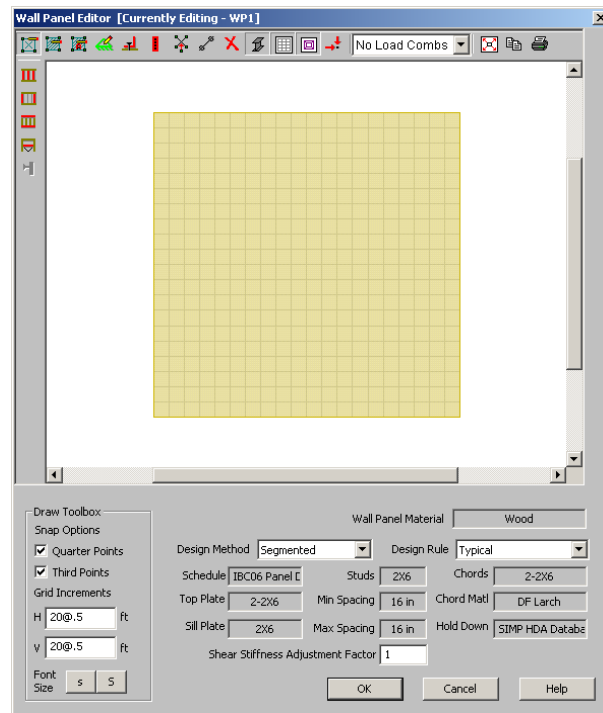 Wall Panel Editor [Currently Editing - WP1]
No Load Combs
Draw Toolbox
Snap Options
Quarter Points
Third Points
Grid Increments
H 20@.5 ft
V 20@.5 ft
Font Size s S
Wall Panel Material Wood
Design Method Segmented Design Rule Typical
Schedule IBC06 Panel D Studs 2X6 Chords 2-2X6
Top Plate 2-2X6 Min Spacing 16 in Chord Matl DF Larch
Sill Plate 2X6 Max Spacing 16 in Hold Down SIMP HDA Databa
Shear Stiffness Adjustment Factor 1
OK Cancel Help